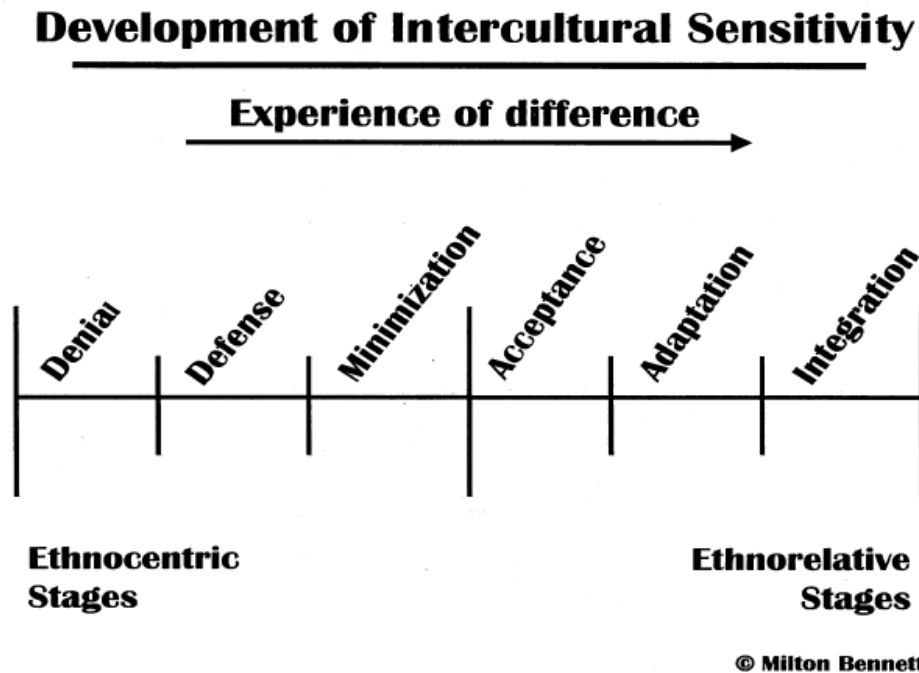 Development of Intercultural Sensitivity
Experience of difference
Denial
Defense
Minimization
Acceptance
Adaptation
Integration
Ethnocentric
Stages
Ethnorelative
Stages
© Milton Bennett